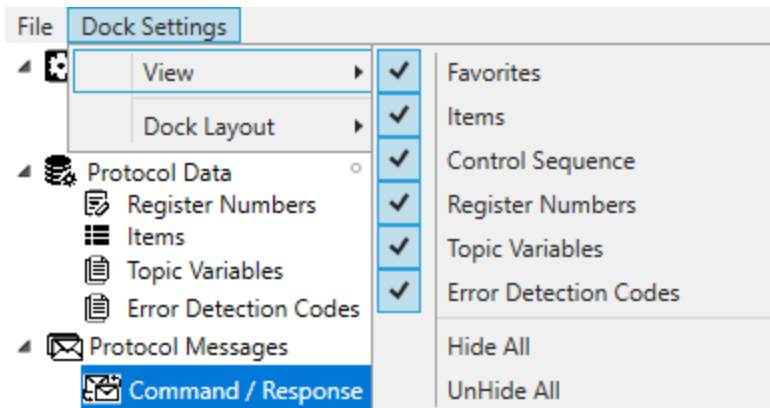 File Dock Settings
View Favorites
Items
Dock Layout
Control Sequence
Protocol Data
Register Numbers Register Numbers
Items
Topic Variables
Topic Variables
Error Detection Codes
Error Detection Codes
Protocol Messages Hide All
Command / Response UnHide All